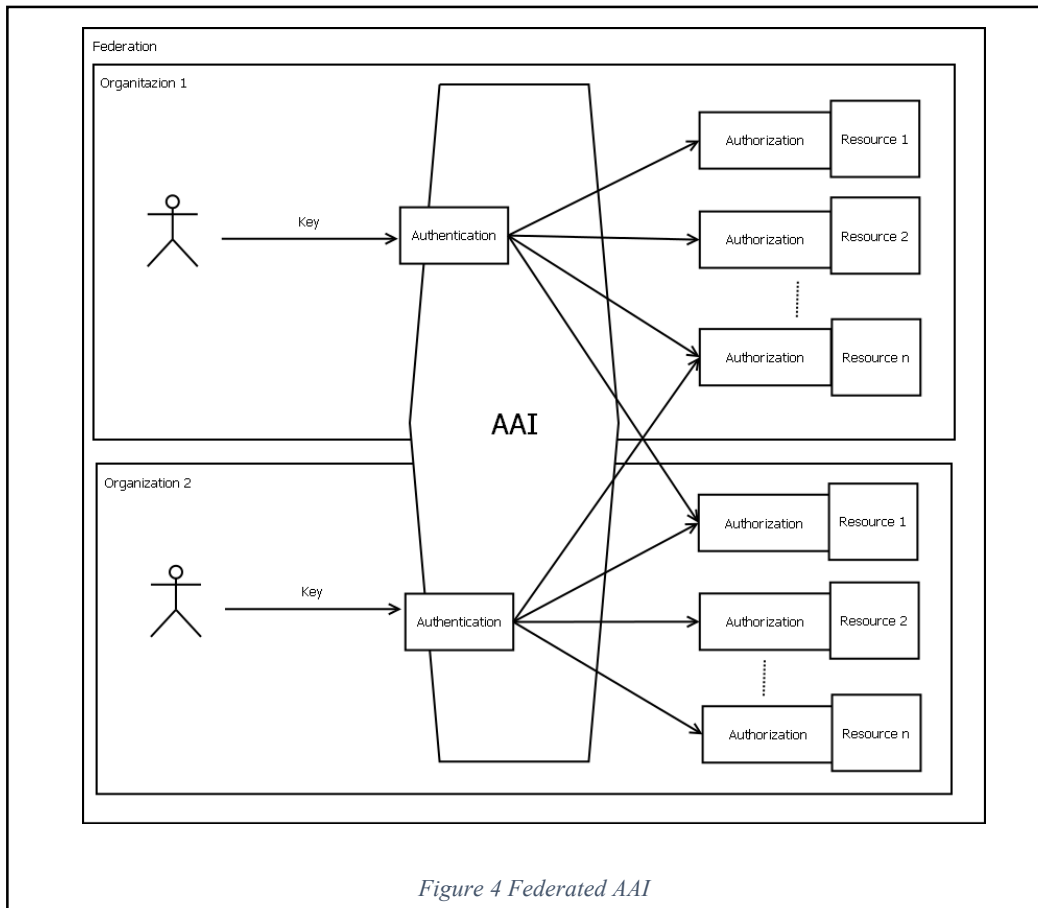 Federation
Organitazion 1
Authorization
Resource 1
Key
Authentication
Authorization
Resource 2
Authorization
Resource n
AAI
Organization 2
Authorization
Resource 1
Key
Authentication
Authorization
Resource 2
Authorization
Resource n
Figure 4 Federated AAI